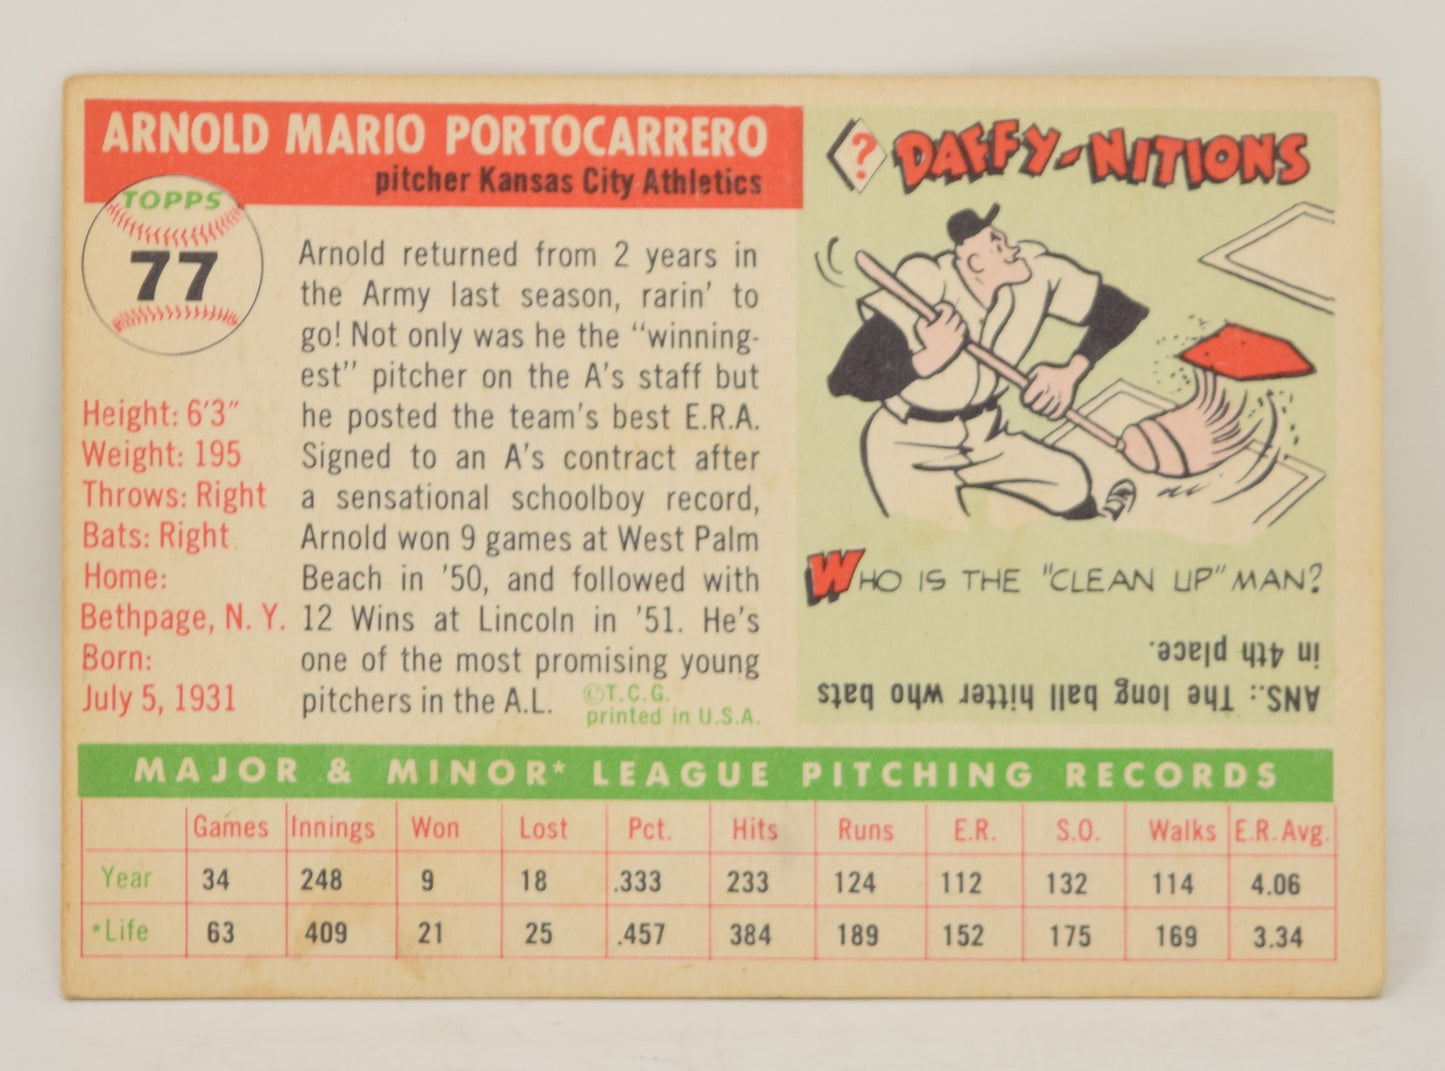 ARNOLD MARIO PORTOCARRERO
pitcher Kansas City Athletics
TOPPS
77
Height: 6'3"
Weight: 195
Throws: Right
Bats: Right
Home:
Bethpage, N. Y.
Born:
July 5, 1931
Arnold returned from 2 years in
the Army last season, rarin' to
go! Not only was he the "winning-
est" pitcher on the A's staff but
he posted the team's best E.R.A.
Signed to an A's contract after
a sensational schoolboy record,
Arnold won 9 games at West Palm
Beach in '50, and followed with
12 Wins at Lincoln in '51. He's
one of the most promising young
pitchers in the A.L.
©T.C.G.
printed in U.S.A.
? DAFFY-NITIONS
WHO IS THE "CLEAN UP" MAN?
ANS.: The long ball hitter who bats
in 4th place.
MAJOR & MINOR* LEAGUE PITCHING RECORDS
Games Innings Won Lost Pct. Hits Runs E.R. S.O. Walks E.R. Avg.
Year 34 248 9 18 .333 233 124 112 132 114 4.06
*Life 63 409 21 25 .457 384 189 152 175 169 3.34